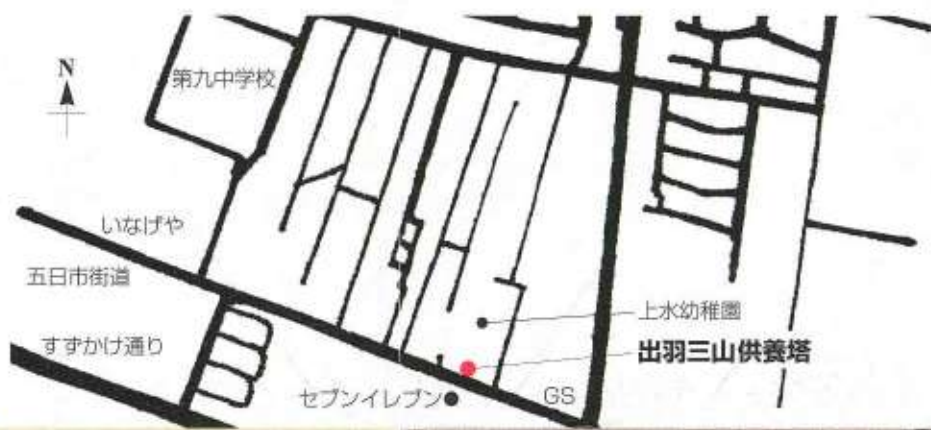 N
第九中学校
いなげや
五日市街道
すずかけ通り
上水幼稚園
出羽三山供養塔
セブンイレブン
GS